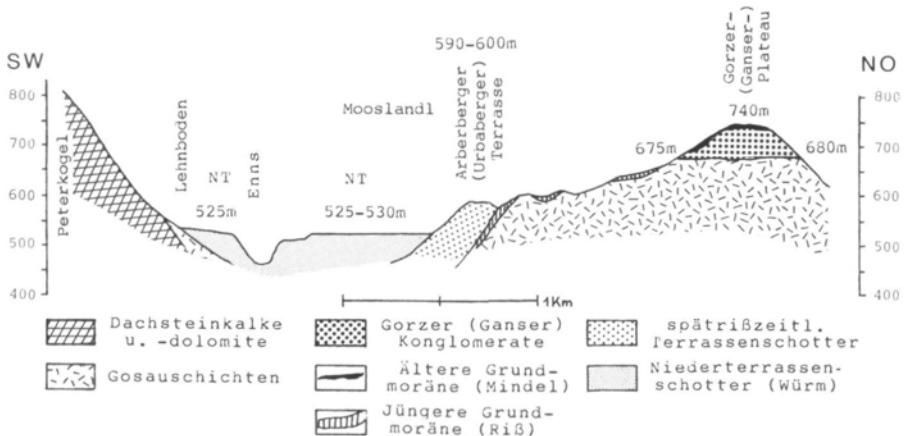 SW
NO
800
700
600
500
400
Peterkogel
Lehnboden
NT
525m
Enns
Mooslandl
NT
525-530m
590-600m
Arberberger
(Urbaberger)
Terrasse
675m
Gorzer-
(Ganser-)
Plateau
740m
680m
800
700
600
500
400
1Km
Dachsteinkalke
u. -dolomite
Gosauschichten
Gorzer (Ganser)
Konglomerate
Ältere Grund-
moräne (Mindel)
Jüngere Grund-
moräne (Riß)
spätrißzeitl.
Terrassenschotter
Niederterrassen-
schotter (Würm)